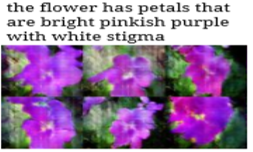 the flower has petals that
are bright pinkish purple
with white stigma